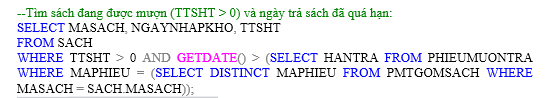 --Tìm sách đang được mượn (TTSHT > 0) và ngày trả sách đã quá hạn:
SELECT MASACH, NGAYNHAPKHO, TTSHT
FROM SACH
WHERE TTSHT > 0 AND GETDATE() > (SELECT HANTRA FROM PHIEUMUONTRA
WHERE MAPHIEU = (SELECT DISTINCT MAPHIEU FROM PMTGOMSACH WHERE
MASACH = SACH.MASACH));